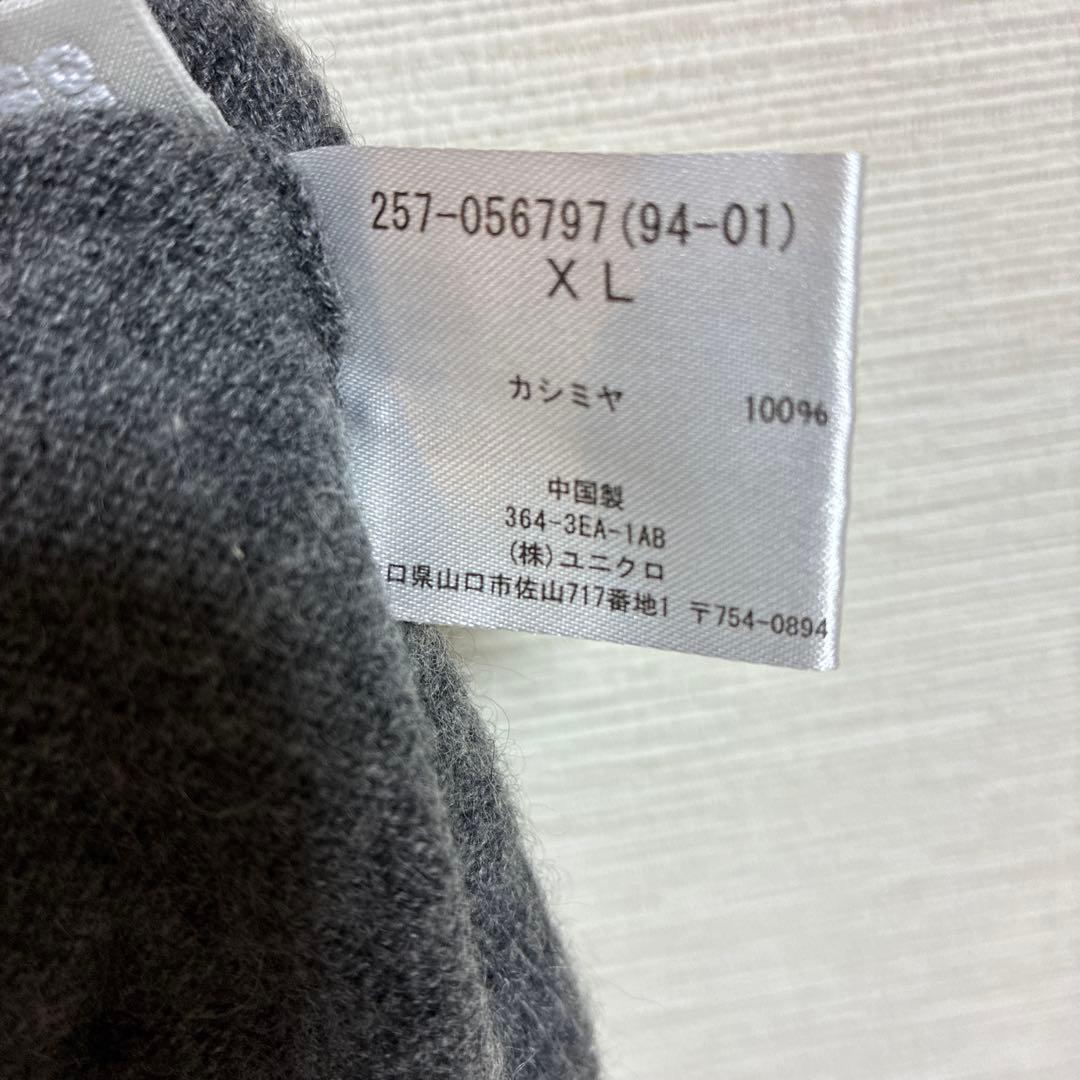 257-056797(94-01)
XL
カシミヤ 100%
中国製
364-3EA-1AB
(株)ユニクロ
口県山口市佐山717番地1 〒754-0894